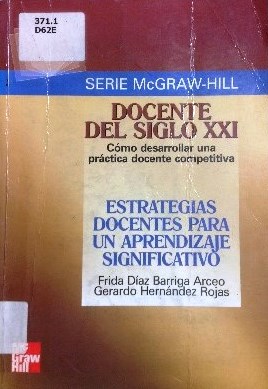 371.1
D62E
SERIE McGRAW-HILL
DOCENTE
DEL SIGLO XXI
Cómo desarrollar una
práctica docente competitiva
ESTRATEGIAS
DOCENTES PARA
UN APRENDIZAJE
SIGNIFICATIVO
Frida Díaz Barriga Arceo
Gerardo Hernández Rojas
Mc
Graw
Hill